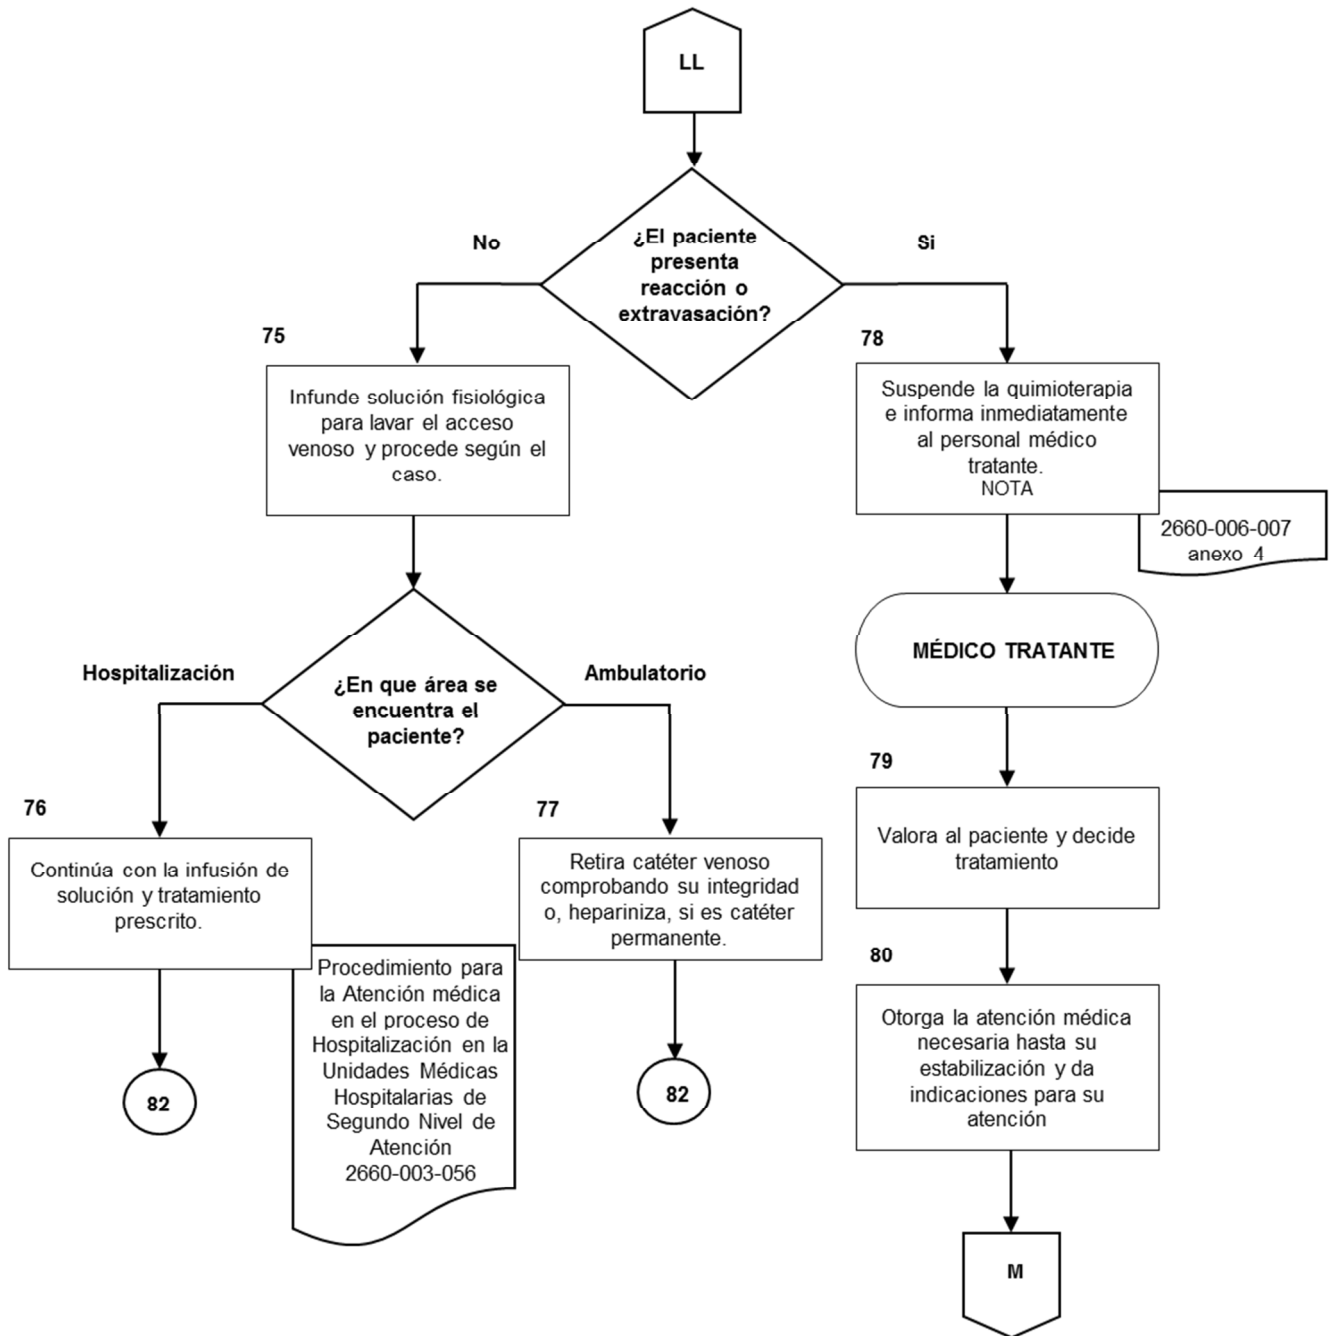 LL
¿El paciente
presenta
reacción o
extravasación?
No
Si
75
Infunde solución fisiológica
para lavar el acceso
venoso y procede según el
caso.
78
Suspende la quimioterapia
e informa inmediatamente
al personal médico
tratante.
NOTA
2660-006-007
anexo 4
MÉDICO TRATANTE
¿En que área se
encuentra el
paciente?
Hospitalización
Ambulatorio
76
Continúa con la infusión de
solución y tratamiento
prescrito.
Procedimiento para
la Atención médica
en el proceso de
Hospitalización en la
Unidades Médicas
Hospitalarias de
Segundo Nivel de
Atención
2660-003-056
82
77
Retira catéter venoso
comprobando su integridad
o, hepariniza, si es catéter
permanente.
82
79
Valora al paciente y decide
tratamiento
80
Otorga la atención médica
necesaria hasta su
estabilización y da
indicaciones para su
atención
M